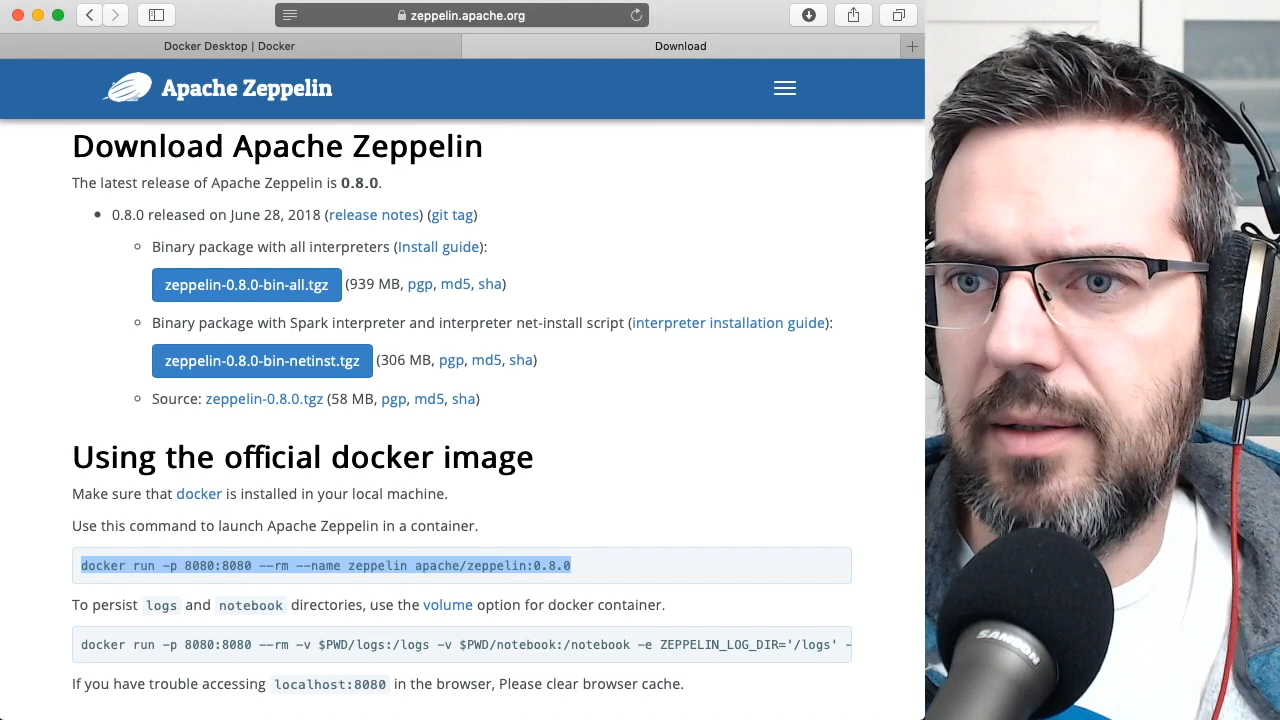 zeppelin.apache.org
Docker Desktop | Docker
Download
Apache Zeppelin
Download Apache Zeppelin
The latest release of Apache Zeppelin is 0.8.0.
0.8.0 released on June 28, 2018 (release notes) (git tag)
Binary package with all interpreters (Install guide):
zeppelin-0.8.0-bin-all.tgz (939 MB, pgp, md5, sha)
Binary package with Spark interpreter and interpreter net-install script (interpreter installation guide):
zeppelin-0.8.0-bin-netinst.tgz (306 MB, pgp, md5, sha)
Source: zeppelin-0.8.0.tgz (58 MB, pgp, md5, sha)
Using the official docker image
Make sure that docker is installed in your local machine.
Use this command to launch Apache Zeppelin in a container.
docker run -p 8080:8080 --rm --name zeppelin apache/zeppelin:0.8.0
To persist logs and notebook directories, use the volume option for docker container.
docker run -p 8080:8080 --rm -v $PWD/logs:/logs -v $PWD/notebook:/notebook -e ZEPPELIN_LOG_DIR='/logs' -
If you have trouble accessing localhost:8080 in the browser, Please clear browser cache.
SAMSON